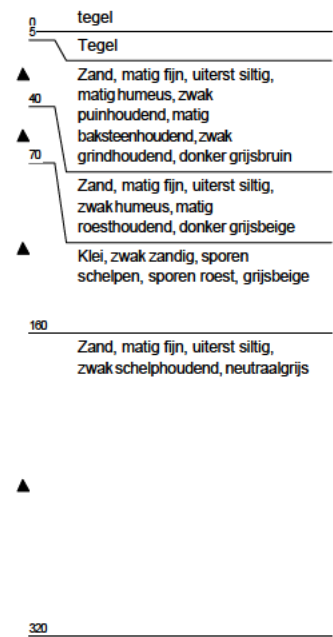 0
tegel
5
Tegel
Zand, matig fijn, uiterst siltig,
matig humeus, zwak
40
puinhoudend, matig
baksteenhoudend, zwak
70
grindhoudend, donker grijsbruin
Zand, matig fijn, uiterst siltig,
zwak humeus, matig
roesthoudend, donker grijsbeige
Klei, zwak zandig, sporen
schelpen, sporen roest, grijsbeige
160
Zand, matig fijn, uiterst siltig,
zwak schelphoudend, neutraalgrijs
320